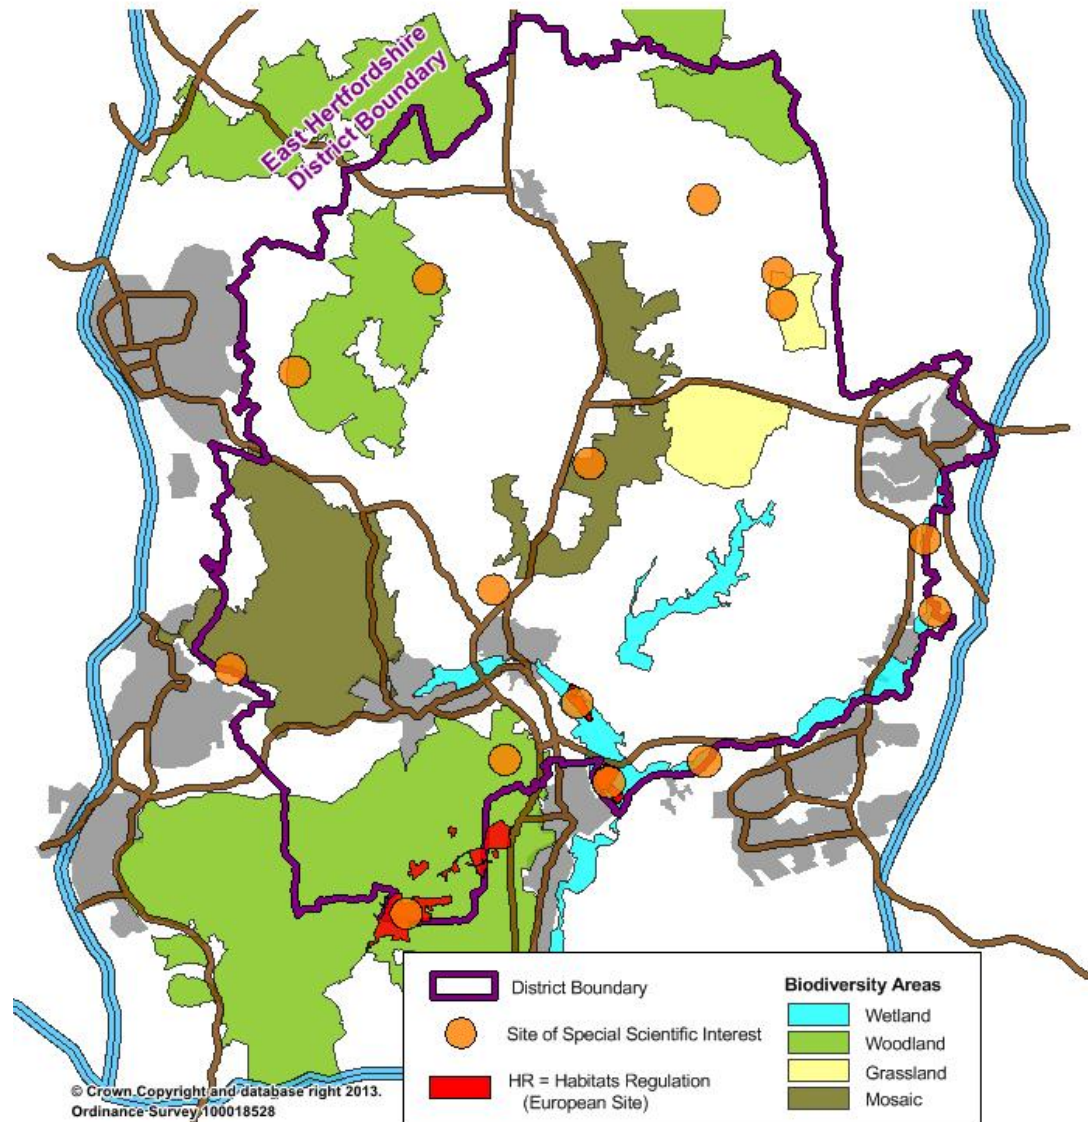 East Hertfordshire
District Boundary
District Boundary
Site of Special Scientific Interest
HR = Habitats Regulation
(European Site)
Biodiversity Areas
Wetland
Woodland
Grassland
Mosaic
© Crown Copyright and database right 2013.
Ordinance Survey 100018528